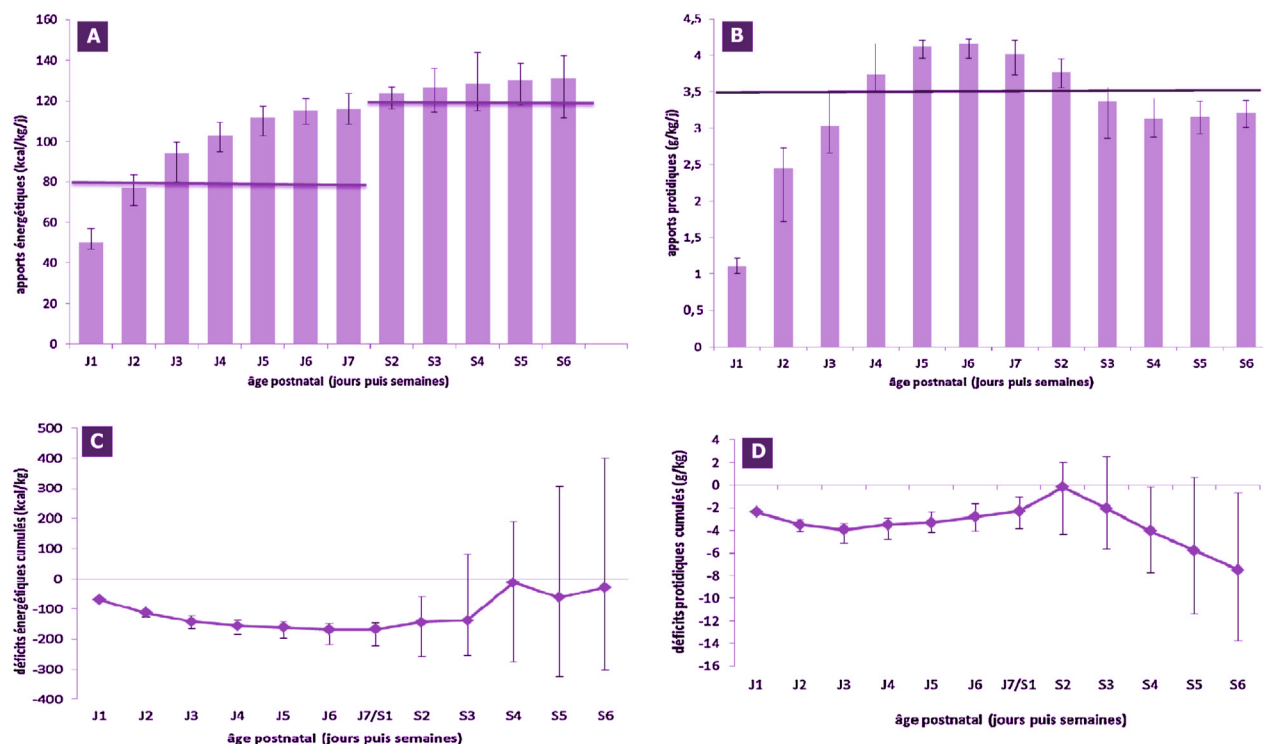 A
apports énergétiques (kcal/kg/j)
160
140
120
100
80
60
40
20
0
J1 J2 J3 J4 J5 J6 J7 S2 S3 S4 S5 S6
âge postnatal (jours puis semaines)
B
apports protidiques (g/kg/j)
4,5
4
3,5
3
2,5
2
1,5
1
0,5
0
J1 J2 J3 J4 J5 J6 J7 S2 S3 S4 S5 S6
âge postnatal (jours puis semaines)
C
déficits énergétiques cumulés (kcal/kg)
500
400
300
200
100
0
-100
-200
-300
-400
J1 J2 J3 J4 J5 J6 J7/S1 S2 S3 S4 S5 S6
âge postnatal (jours puis semaines)
D
déficits protidiques cumulés (g/kg)
4
2
0
-2
-4
-6
-8
-10
-12
-14
-16
J1 J2 J3 J4 J5 J6 J7/S1 S2 S3 S4 S5 S6
âge postnatal (jours puis semaines)